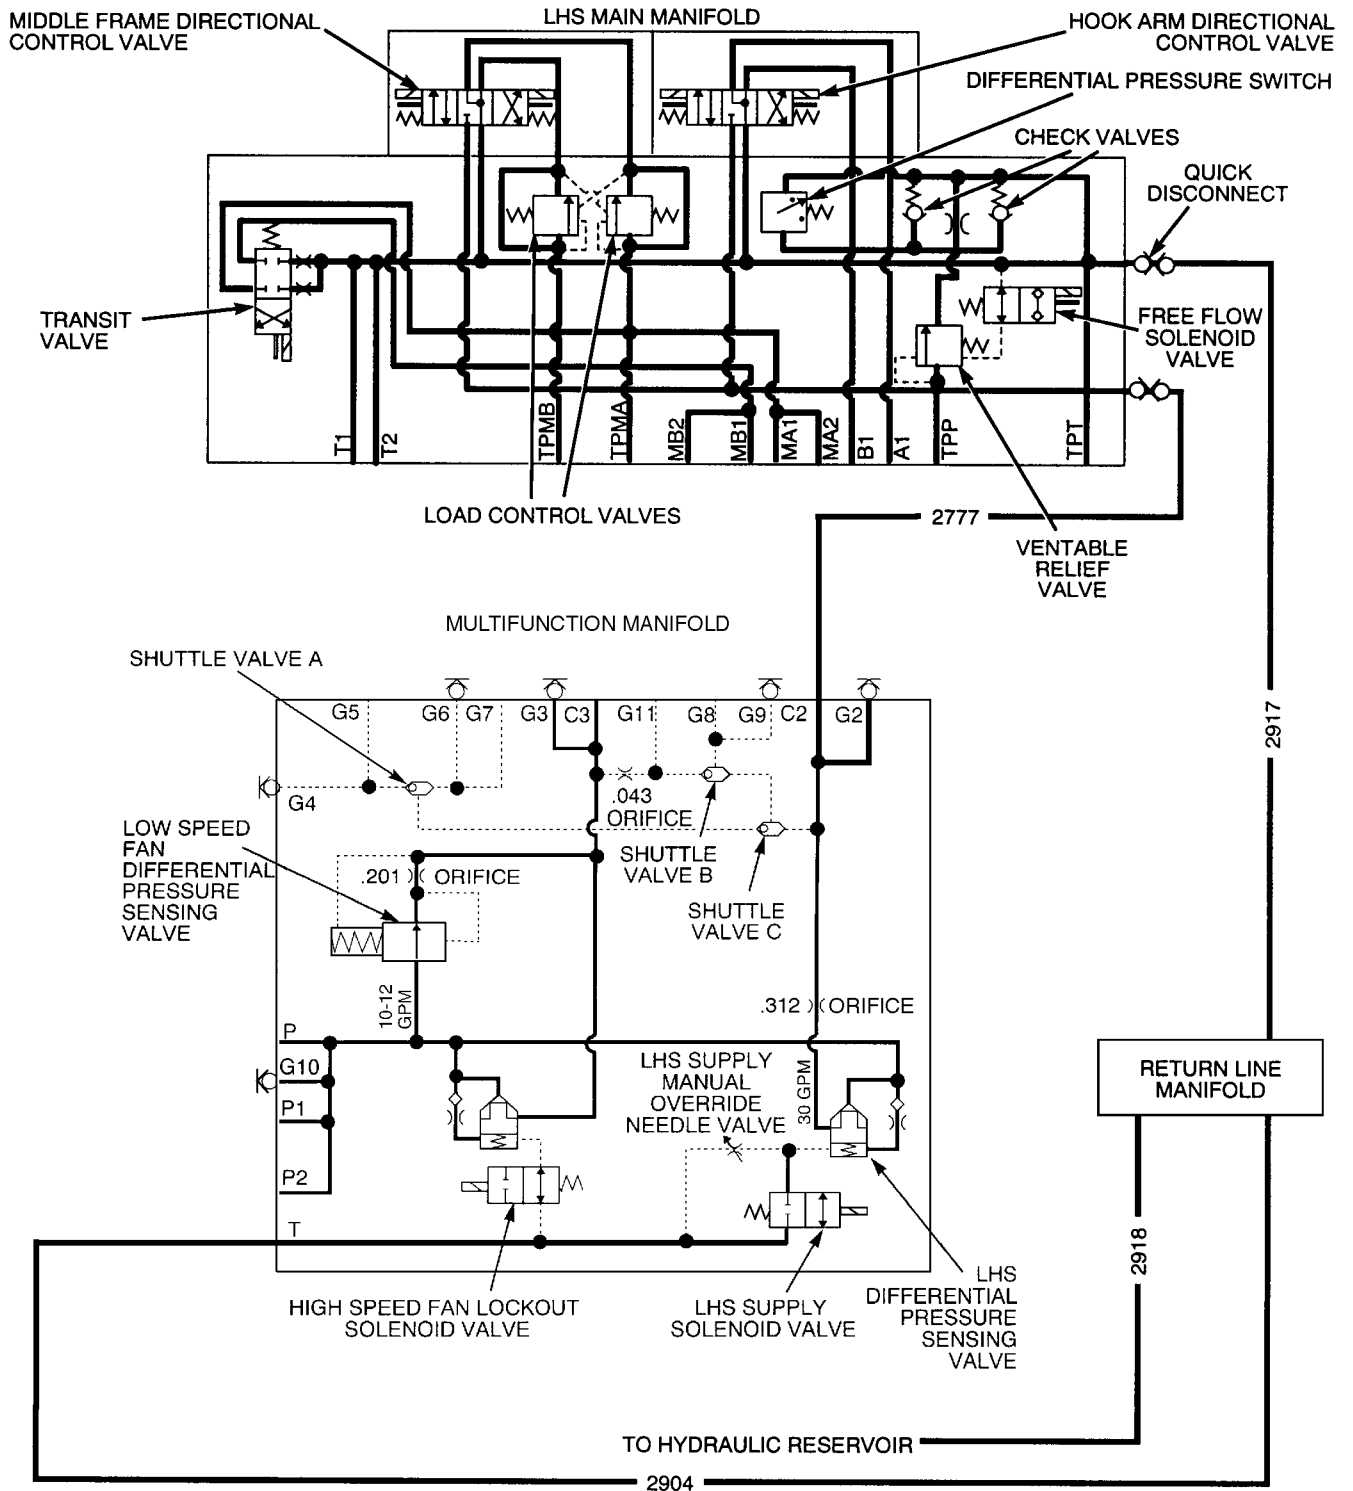 MIDDLE FRAME DIRECTIONAL
CONTROL VALVE
LHS MAIN MANIFOLD
HOOK ARM DIRECTIONAL
CONTROL VALVE
DIFFERENTIAL PRESSURE SWITCH
CHECK VALVES
QUICK
DISCONNECT
TRANSIT
VALVE
FREE FLOW
SOLENOID
VALVE
T1
T2
TPMB
TPMA
MB2
MB1
MA1
MA2
B1
A1
TPP
TPT
LOAD CONTROL VALVES
2777
VENTABLE
RELIEF
VALVE
MULTIFUNCTION MANIFOLD
SHUTTLE VALVE A
G5
G6
G7
G3
C3
G11
G8
G9
C2
G2
2917
G4
.043
ORIFICE
LOW SPEED
FAN
DIFFERENTIAL
PRESSURE
SENSING
VALVE
SHUTTLE
VALVE B
.201
ORIFICE
SHUTTLE
VALVE C
10-12
GPM
.312
ORIFICE
P
G10
P1
P2
T
LHS SUPPLY
MANUAL
OVERRIDE
NEEDLE VALVE
30 GPM
RETURN LINE
MANIFOLD
2918
HIGH SPEED FAN LOCKOUT
SOLENOID VALVE
LHS SUPPLY
SOLENOID VALVE
LHS
DIFFERENTIAL
PRESSURE
SENSING
VALVE
TO HYDRAULIC RESERVOIR
2904